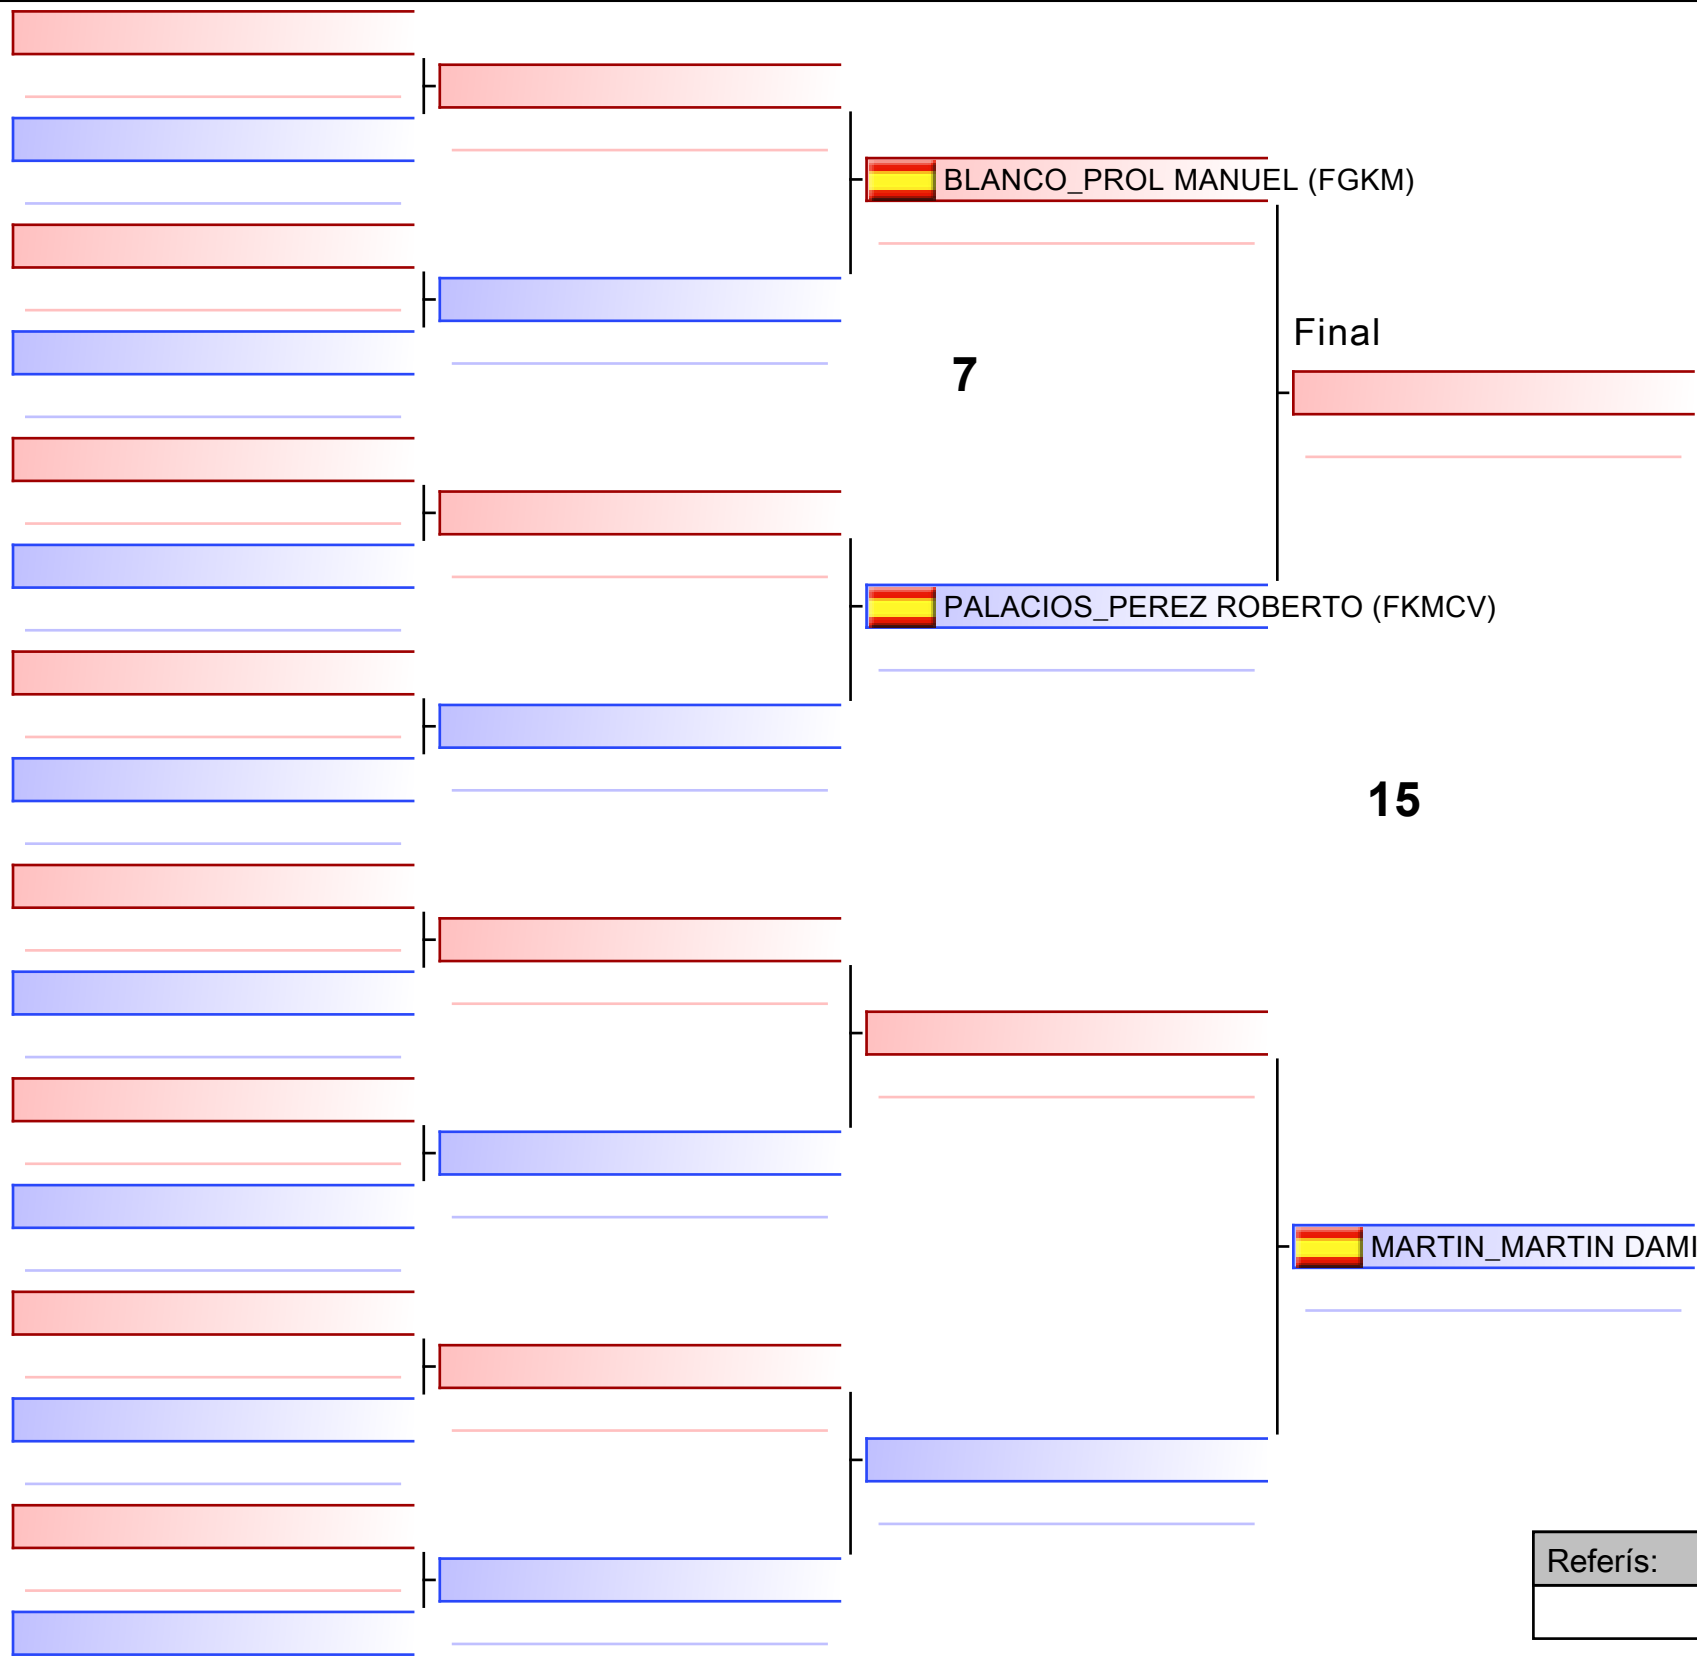 BLANCO_PROL MANUEL (FGKM)
Final
7
PALACIOS_PEREZ ROBERTO (FKMCV)
15
MARTIN_MARTIN DAMI
Referís: